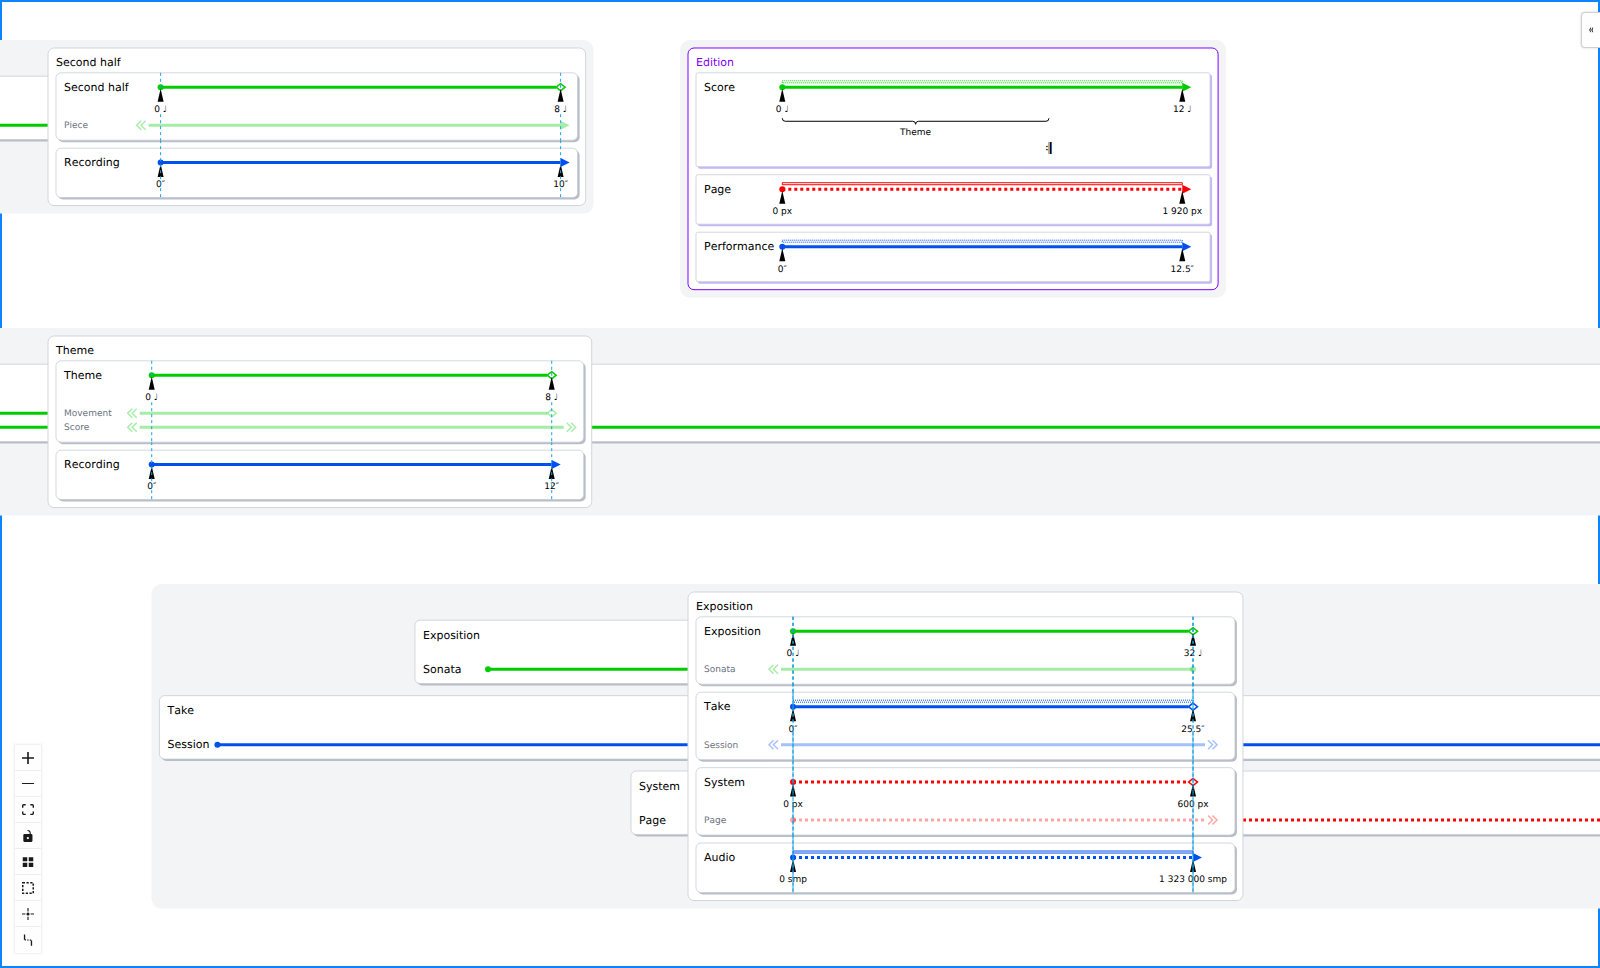 Second half
Second half
0 ♩
8 ♩
Piece
Recording
0″
10″
Edition
Score
0 ♩
12 ♩
Theme
Page
0 px
1 920 px
Performance
0″
12.5″
Theme
Theme
0 ♩
8 ♩
Movement
Score
Recording
0″
12″
Exposition
Sonata
Take
Session
System
Page
Exposition
Exposition
0 ♩
32 ♩
Sonata
Take
0″
25.5″
Session
System
0 px
600 px
Page
Audio
0 smp
1 323 000 smp